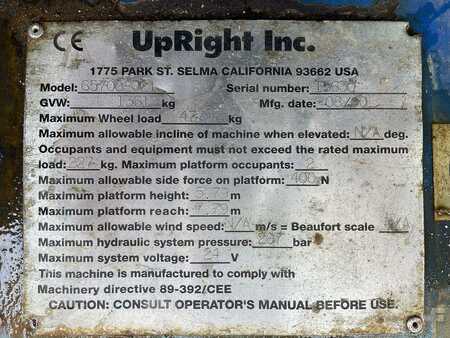 CE UpRight Inc.
1775 PARK ST. SELMA CALIFORNIA 93662 USA
Model: Serial number:
GVW: kg Mfg. date: 08/
Maximum Wheel load kg
Maximum allowable incline of machine when elevated: N/A deg.
Occupants and equipment must not exceed the rated maximum
load: 227 kg. Maximum platform occupants: 2
Maximum allowable side force on platform: 400 N
Maximum platform height: m
Maximum platform reach: m
Maximum allowable wind speed: N/A m/s = Beaufort scale N/A
Maximum hydraulic system pressure: bar
Maximum system voltage: V
This machine is manufactured to comply with
Machinery directive 89-392/CEE
CAUTION: CONSULT OPERATOR'S MANUAL BEFORE USE.